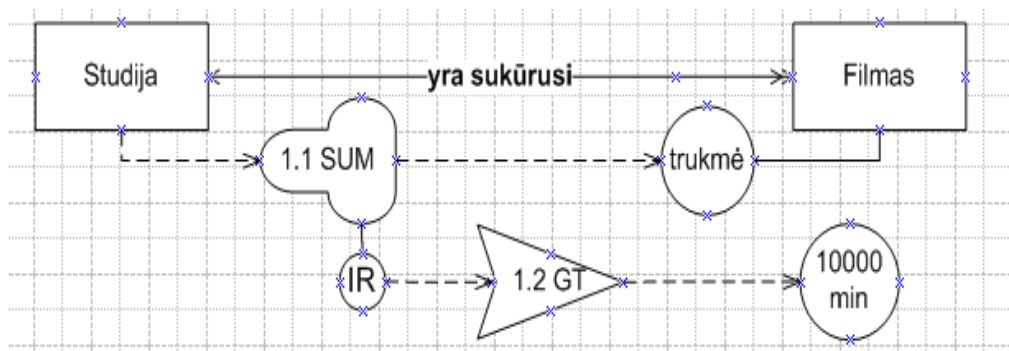 Studija
yra sukūrusi
Filmas
1.1 SUM
trukmė
IR
1.2 GT
10000
min